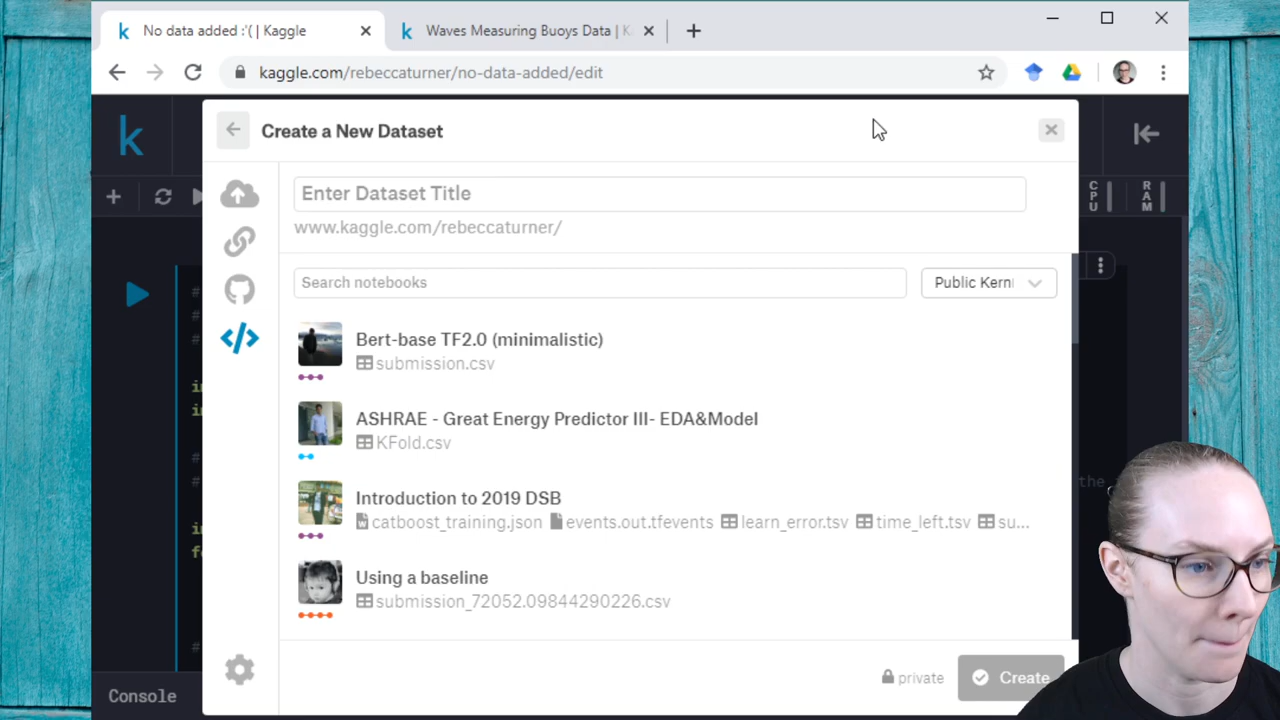 No data added :'( | Kaggle
Waves Measuring Buoys Data |
kaggle.com/rebeccaturner/no-data-added/edit
k
Create a New Dataset
Enter Dataset Title
www.kaggle.com/rebeccaturner/
CPU
RAM
Search notebooks
Public Kern
Bert-base TF2.0 (minimalistic)
submission.csv
ASHRAE - Great Energy Predictor III- EDA&Model
KFold.csv
the
Introduction to 2019 DSB
catboost_training.json events.out.tfevents learn_error.tsv time_left.tsv su...
Using a baseline
submission_72052.09844290226.csv
private
Create
Console